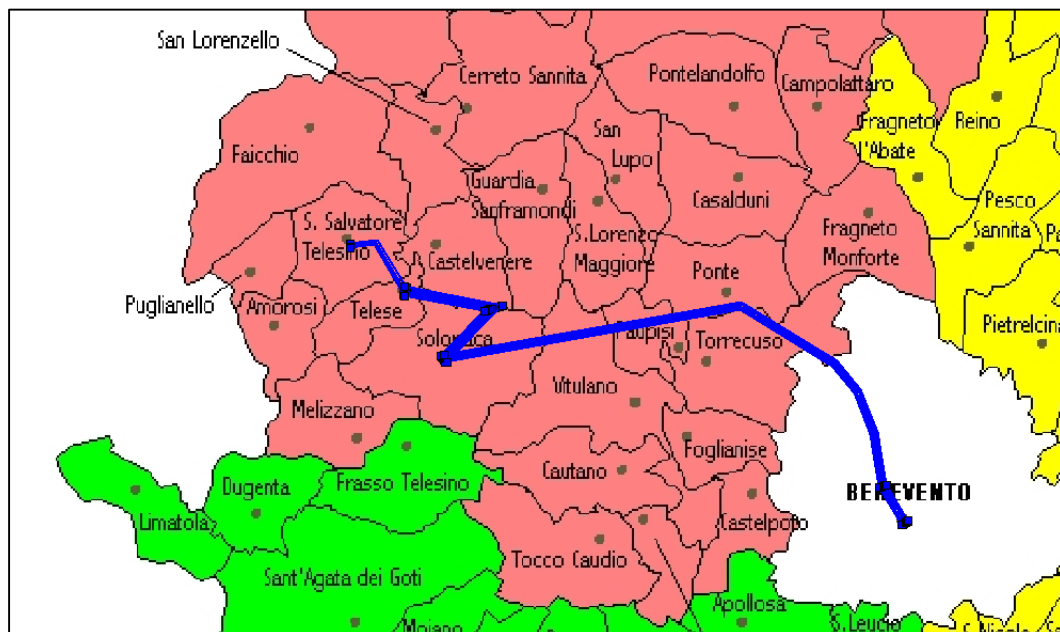 San Lorenzello
Cerreto Sannita
Pontelandolfo
Campolattaro
Fragneto
l'Abate
Reino
San
Lupo
Faicchio
Guardia
Sanframondi
Casalduni
Pesco
Sannita
S. Salvatore
Telesino
Castelvenere
S.Lorenzo
Maggiore
Fragneto
Monforte
Ponte
Puglianello
Amorosi
Telese
Pietrelcina
Solopaca
Paupisi
Torrecuso
Vitulano
Melizzano
Foglianise
Cautano
Frasso Telesino
Dugenta
Limatola
BENEVENTO
Castelpoto
Tocco Caudio
Sant'Agata dei Goti
Apollosa
Moiano
S.Leucio
S.Nicola